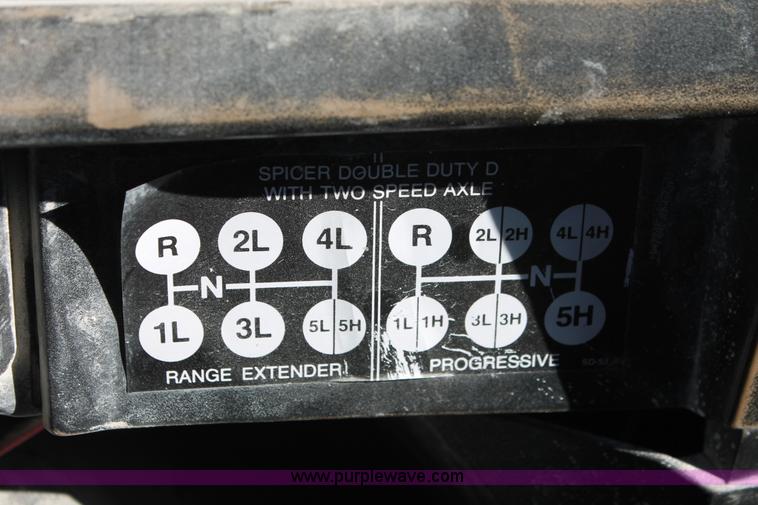 II
SPICER DOUBLE DUTY D
WITH TWO SPEED AXLE
R 2L 4L
N
1L 3L 5L 5H
RANGE EXTENDER
R 2L 2H 4L 4H
N
1L 1H 3L 3H 5H
PROGRESSIVE
www.purplewave.com